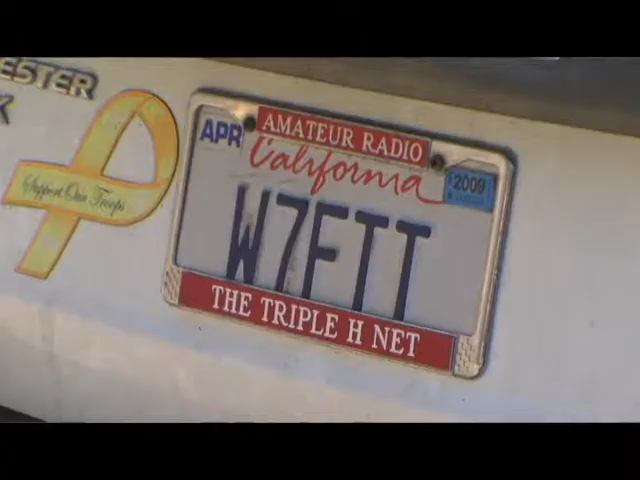 ESTER
K
Support Our Troops
APR
AMATEUR RADIO
California
2009
W7FTT
THE TRIPLE H NET